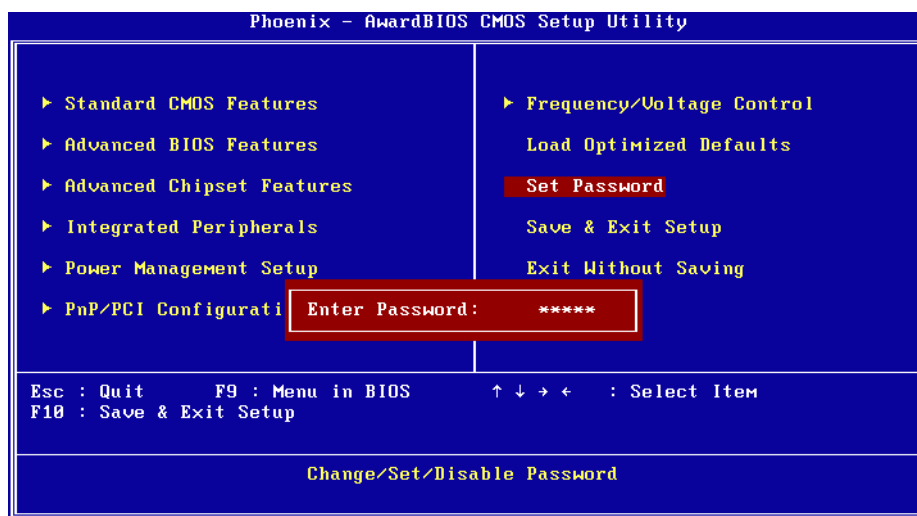 Phoenix - AwardBIOS CMOS Setup Utility
► Standard CMOS Features
► Advanced BIOS Features
► Advanced Chipset Features
► Integrated Peripherals
► Power Management Setup
► PnP/PCI Configurati
► Frequency/Voltage Control
Load Optimized Defaults
Set Password
Save & Exit Setup
Exit Without Saving
Enter Password: *****
Esc : Quit F9 : Menu in BIOS ↑ ↓ → ← : Select Item
F10 : Save & Exit Setup
Change/Set/Disable Password